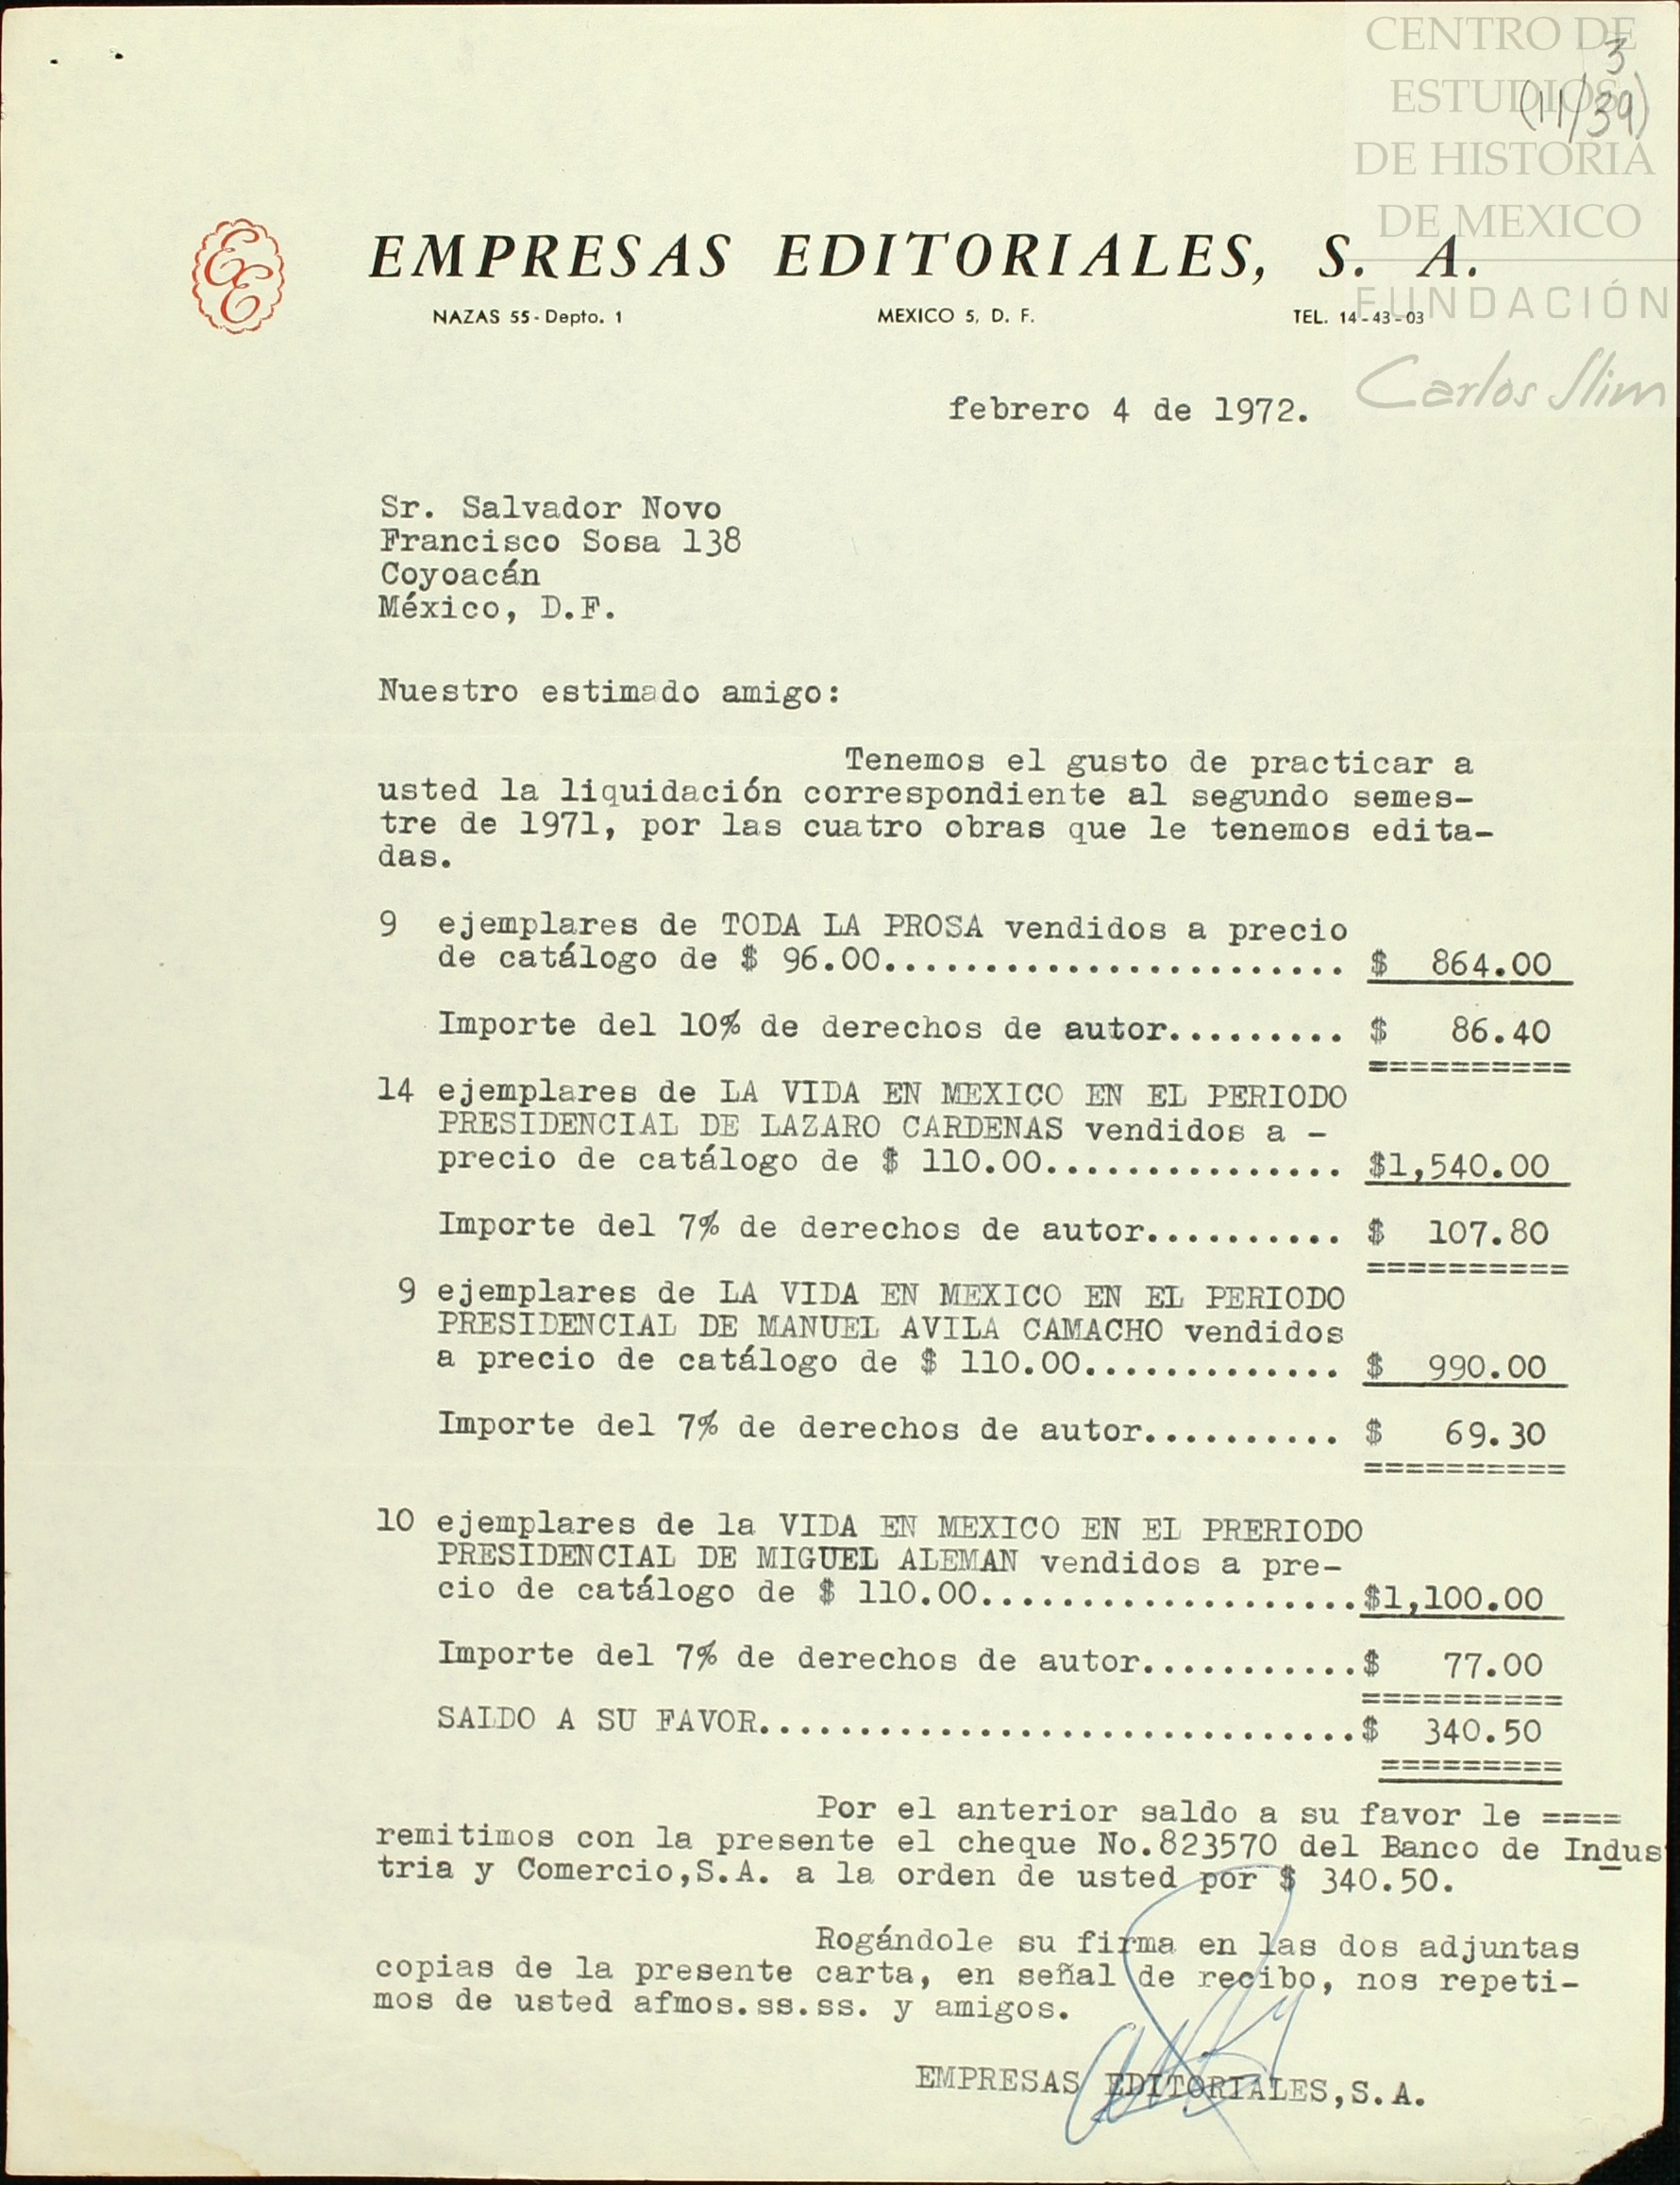 CENTRO DE
ESTUDIOS
DE HISTORIA
DE MEXICO
FUNDACIÓN
Carlos Slim
3
(11/39)
EE
EMPRESAS EDITORIALES, S. A.
NAZAS 55 - Depto. 1 MEXICO 5, D. F. TEL. 14-43-03
febrero 4 de 1972.
Sr. Salvador Novo
Francisco Sosa 138
Coyoacán
México, D.F.
Nuestro estimado amigo:
Tenemos el gusto de practicar a
usted la liquidación correspondiente al segundo semes-
tre de 1971, por las cuatro obras que le tenemos edita-
das.
9 ejemplares de TODA LA PROSA vendidos a precio
de catálogo de $ 96.00....................... $ 864.00
Importe del 10% de derechos de autor......... $ 86.40
==========
14 ejemplares de LA VIDA EN MEXICO EN EL PERIODO
PRESIDENCIAL DE LAZARO CARDENAS vendidos a -
precio de catálogo de $ 110.00............... $1,540.00
Importe del 7% de derechos de autor.......... $ 107.80
==========
9 ejemplares de LA VIDA EN MEXICO EN EL PERIODO
PRESIDENCIAL DE MANUEL AVILA CAMACHO vendidos
a precio de catálogo de $ 110.00............. $ 990.00
Importe del 7% de derechos de autor.......... $ 69.30
==========
10 ejemplares de la VIDA EN MEXICO EN EL PRERIODO
PRESIDENCIAL DE MIGUEL ALEMAN vendidos a pre-
cio de catálogo de $ 110.00...................$1,100.00
Importe del 7% de derechos de autor...........$ 77.00
==========
SALDO A SU FAVOR..............................$ 340.50
=========
Por el anterior saldo a su favor le ====
remitimos con la presente el cheque No.823570 del Banco de Indus
tria y Comercio,S.A. a la orden de usted por $ 340.50.
Rogándole su firma en las dos adjuntas
copias de la presente carta, en señal de recibo, nos repeti-
mos de usted afmos.ss.ss. y amigos.
EMPRESAS EDITORIALES,S.A.